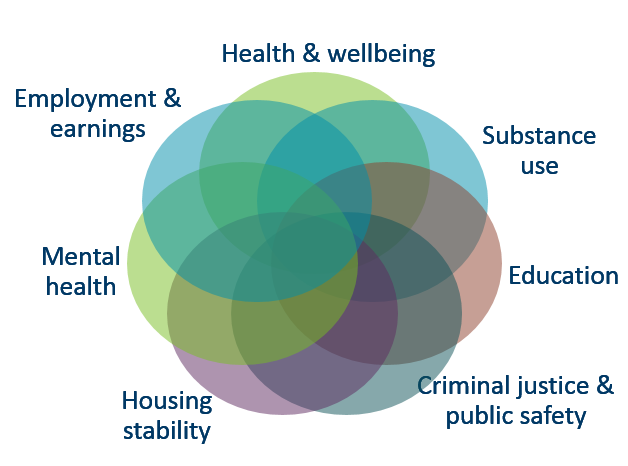 Health & wellbeing
Employment &
earnings
Substance
use
Mental
health
Education
Housing
stability
Criminal justice &
public safety